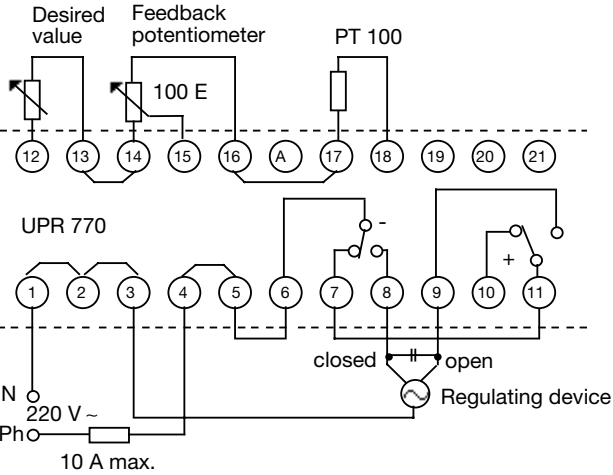 Desired
value
Feedback
potentiometer
PT 100
100 E
12 13 14 15 16 A 17 18 19 20 21
UPR 770
-
+
1 2 3 4 5 6 7 8 9 10 11
closed
open
N
220 V ~
Regulating device
Ph
10 A max.